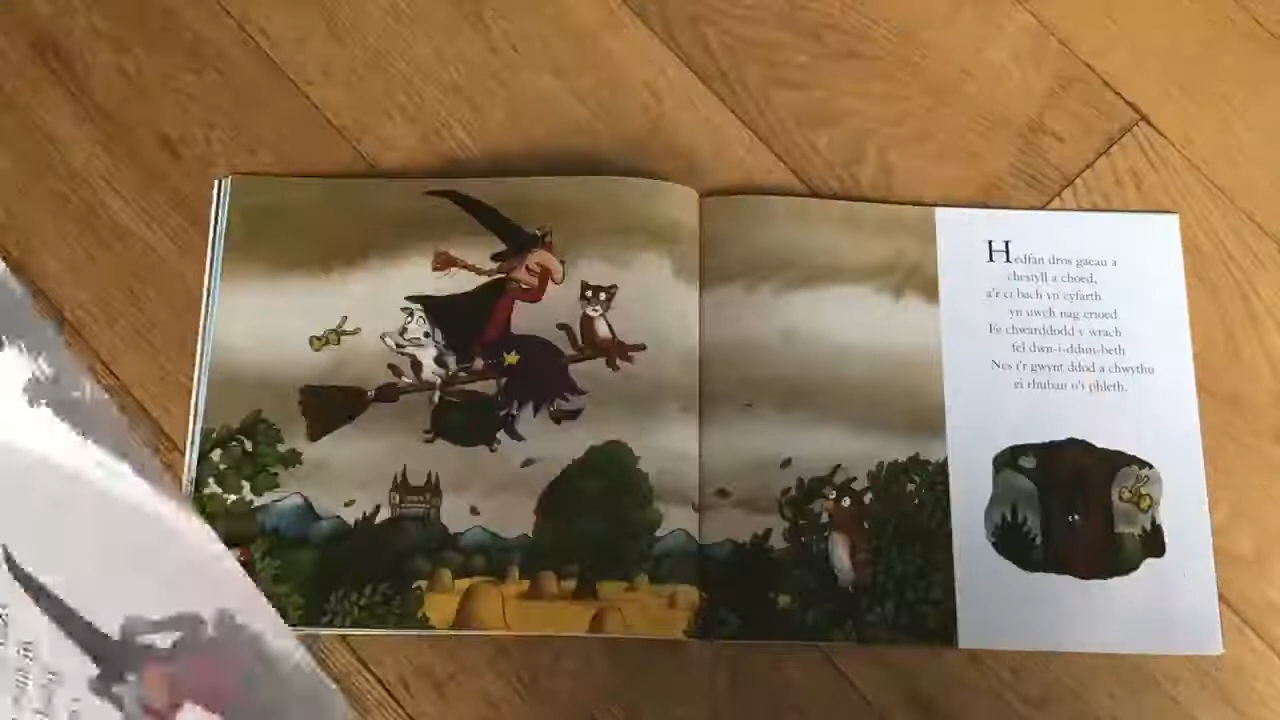 Hedfan dros gaeau a
chestyll a choed,
a'r ci bach yn cyfarth
yn uwch nag erioed.
Fe chwarddodd y wrach
fel dwn-i-ddim-beth
Nes i'r gwynt ddod a chwythu
ei rhuban o'i phleth.